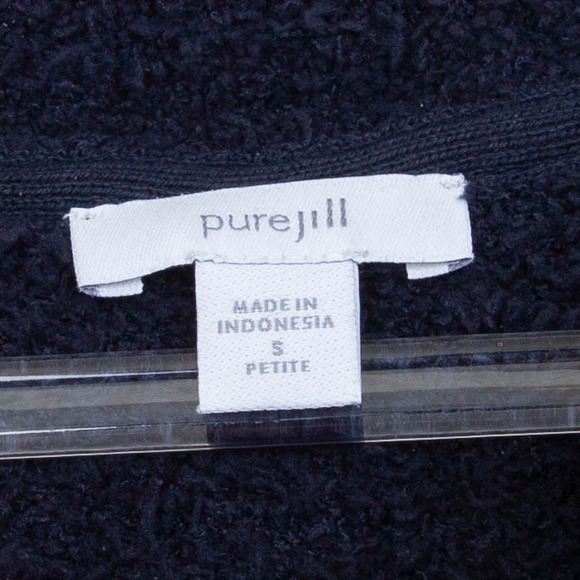 purejill
MADE IN
INDONESIA
S
PETITE